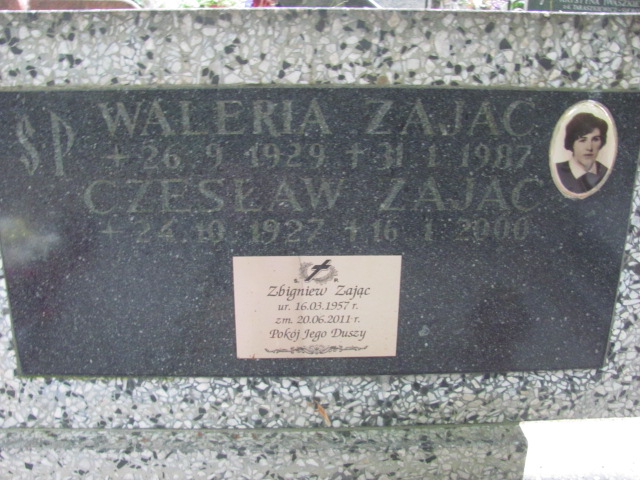 ŚP WALERIA ZAJĄC
+ 26 9 1929 + 31 1 1987
CZESŁAW ZAJĄC
+ 24.10 1927 + 16 1 2000
Zbigniew Zając
ur. 16.03.1957 r.
zm. 20.06.2011 r.
Pokój Jego Duszy